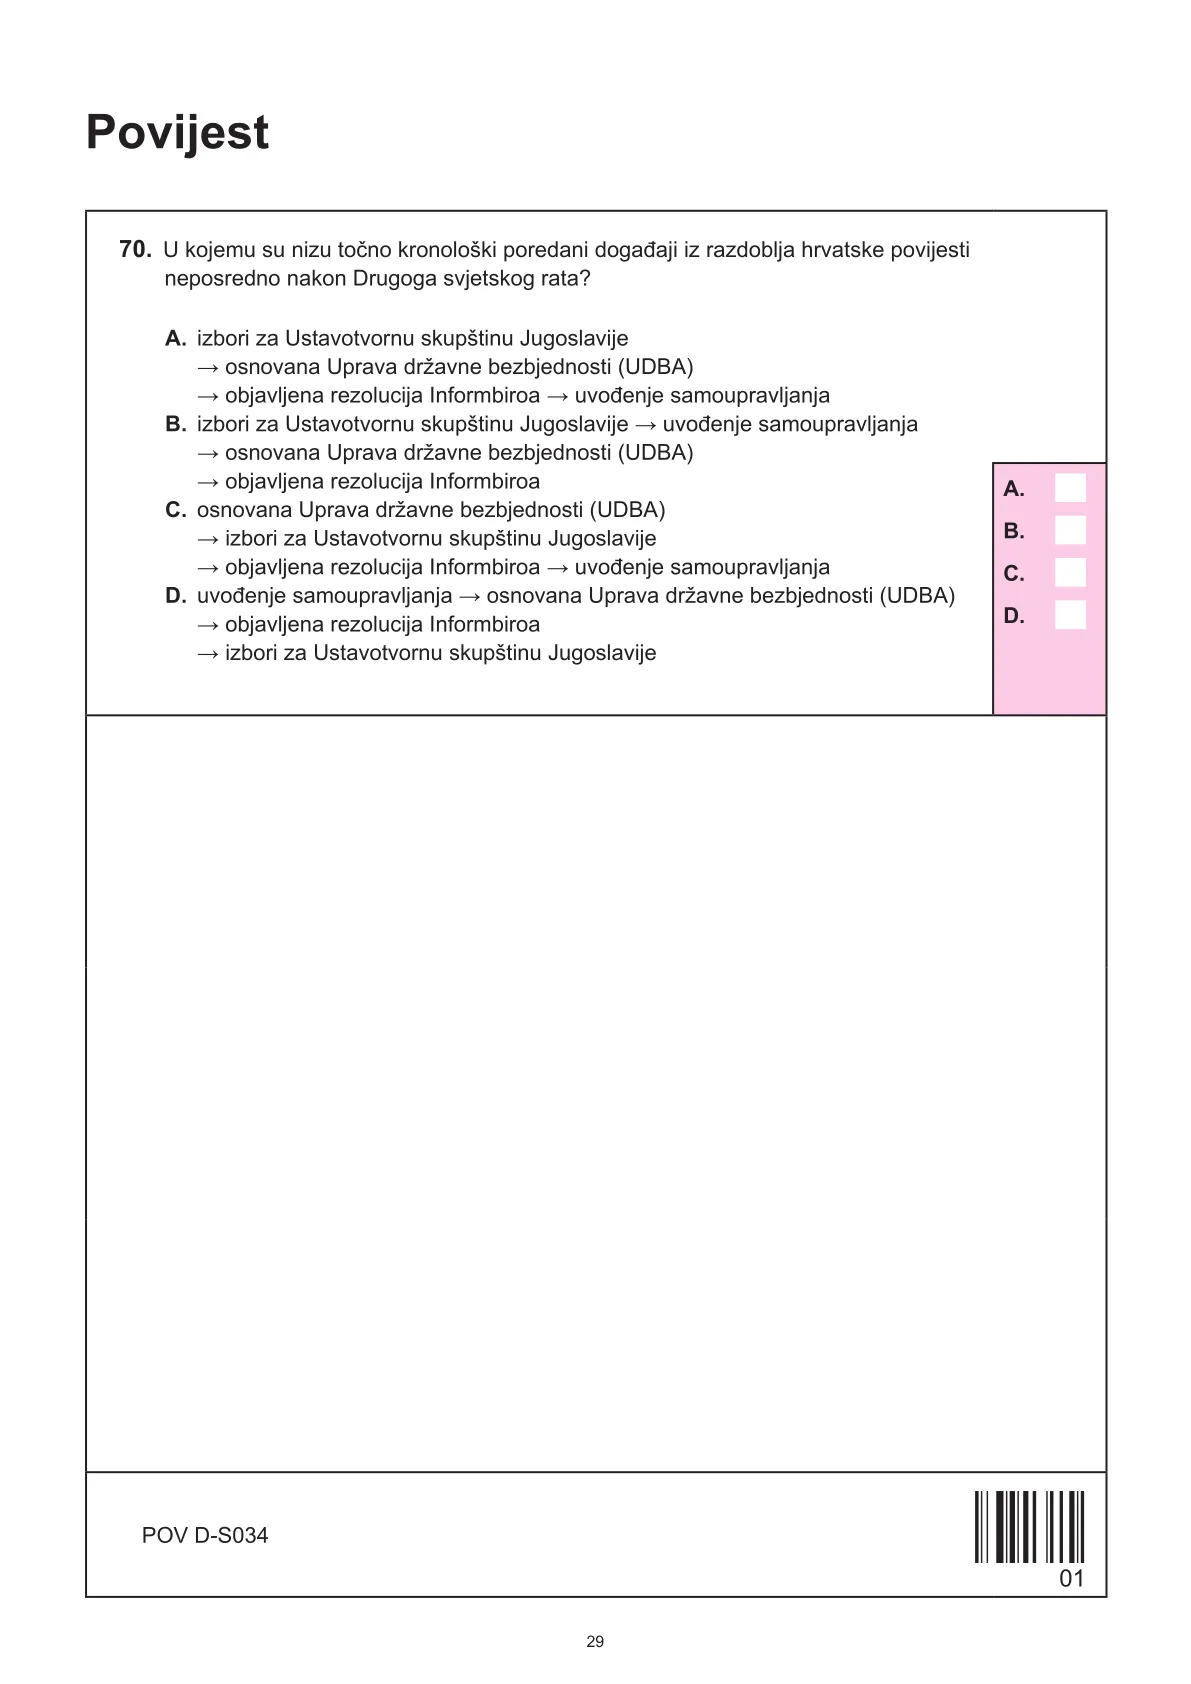 Povijest
70. U kojemu su nizu točno kronološki poredani događaji iz razdoblja hrvatske povijesti
neposredno nakon Drugoga svjetskog rata?
A. izbori za Ustavotvornu skupštinu Jugoslavije
→ osnovana Uprava državne bezbjednosti (UDBA)
→ objavljena rezolucija Informbiroa → uvođenje samoupravljanja
B. izbori za Ustavotvornu skupštinu Jugoslavije → uvođenje samoupravljanja
→ osnovana Uprava državne bezbjednosti (UDBA)
→ objavljena rezolucija Informbiroa
C. osnovana Uprava državne bezbjednosti (UDBA)
→ izbori za Ustavotvornu skupštinu Jugoslavije
→ objavljena rezolucija Informbiroa → uvođenje samoupravljanja
D. uvođenje samoupravljanja → osnovana Uprava državne bezbjednosti (UDBA)
→ objavljena rezolucija Informbiroa
→ izbori za Ustavotvornu skupštinu Jugoslavije
A.
B.
C.
D.
POV D-S034
01
29